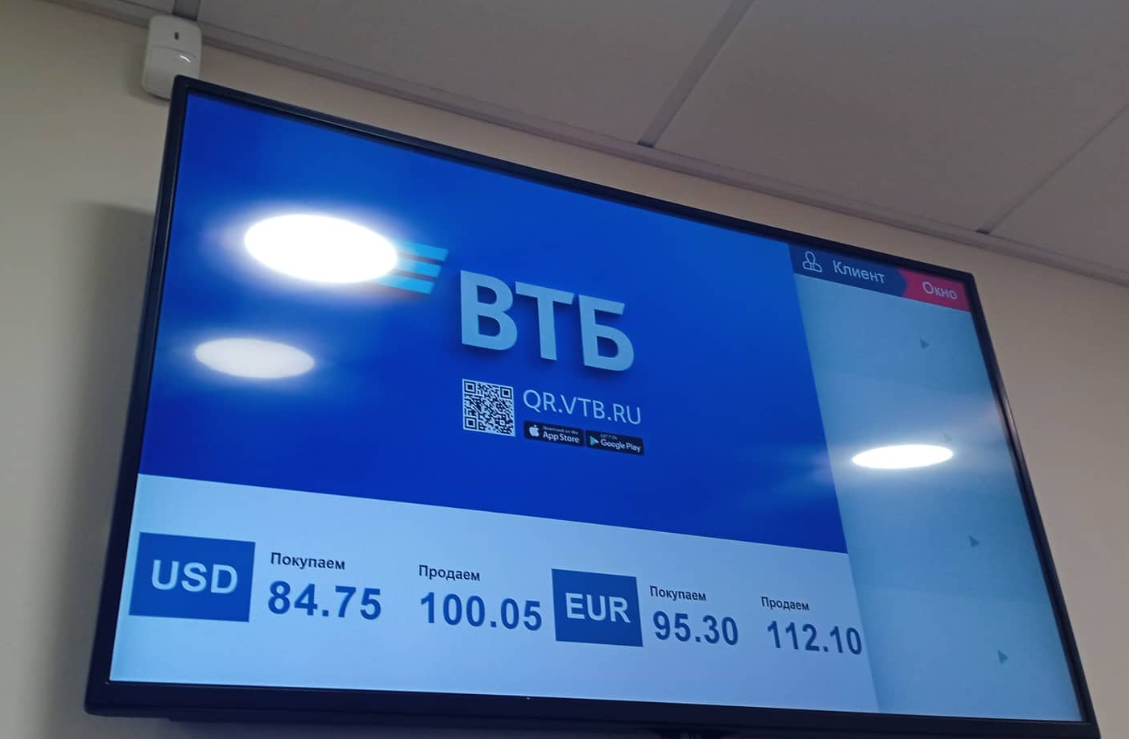 Клиент
Окно
ВТБ
QR.VTB.RU
App Store
Google Play
USD
Покупаем
84.75
Продаем
100.05
EUR
Покупаем
95.30
Продаем
112.10